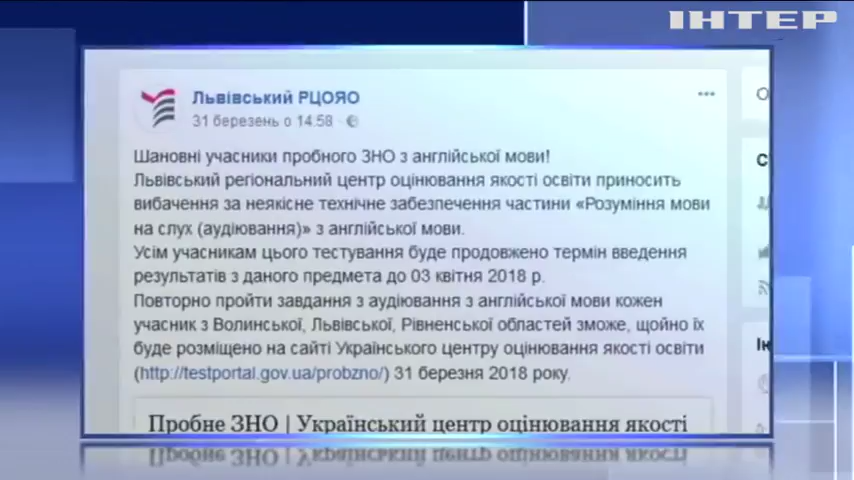 ІНТЕР
Львівський РЦОЯО
31 березень о 14:58
Шановні учасники пробного ЗНО з англійської мови!
Львівський регіональний центр оцінювання якості освіти приносить
вибачення за неякісне технічне забезпечення частини «Розуміння мови
на слух (аудіювання)» з англійської мови.
Усім учасникам цього тестування буде продовжено термін введення
результатів з даного предмета до 03 квітня 2018 р.
Повторно пройти завдання з аудіювання з англійської мови кожен
учасник з Волинської, Львівської, Рівненської областей зможе, щойно їх
буде розміщено на сайті Українського центру оцінювання якості освіти
(http://testportal.gov.ua/probzno/) 31 березня 2018 року.
Пробне ЗНО | Український центр оцінювання якості